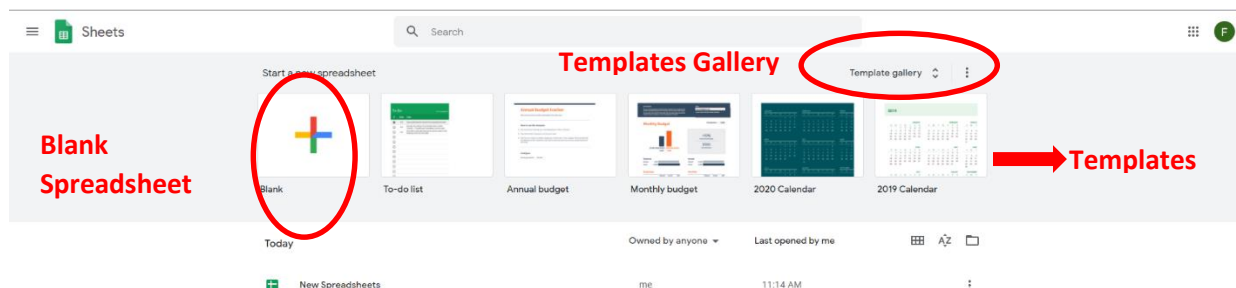 Sheets
Search
F
Start a new spreadsheet
Templates Gallery
Template gallery
Blank
Spreadsheet
Templates
Blank
To-do list
Annual budget
Monthly budget
2020 Calendar
2019 Calendar
Today
Owned by anyone
Last opened by me
AZ
New Spreadsheets
me
11:14 AM